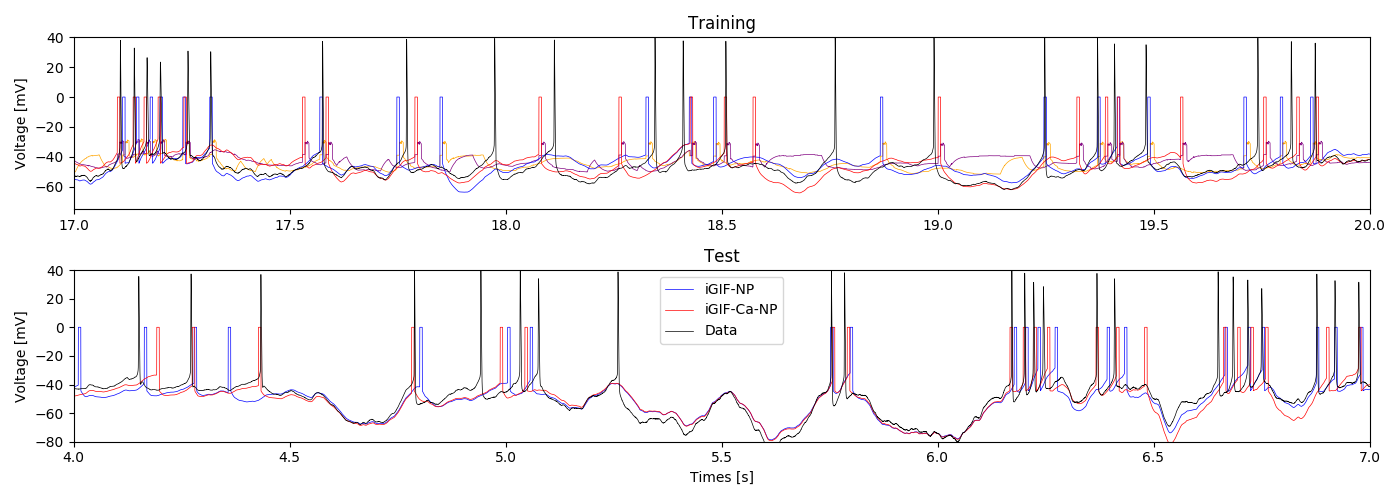 Training
Voltage [mV]
40
20
0
−20
−40
−60
17.0 17.5 18.0 18.5 19.0 19.5 20.0
Test
Voltage [mV]
40
20
0
−20
−40
−60
−80
iGIF-NP
iGIF-Ca-NP
Data
4.0 4.5 5.0 5.5 6.0 6.5 7.0
Times [s]